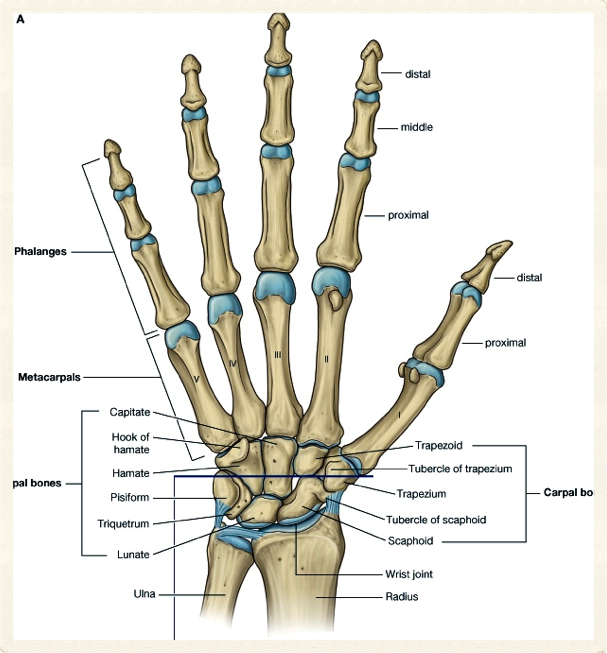 A
distal
middle
proximal
Phalanges
distal
proximal
Metacarpals
V
IV
III
II
I
Capitate
Hook of
hamate
Hamate
pal bones
Pisiform
Triquetrum
Lunate
Ulna
Trapezoid
Tubercle of trapezium
Trapezium
Carpal bo
Tubercle of scaphoid
Scaphoid
Wrist joint
Radius